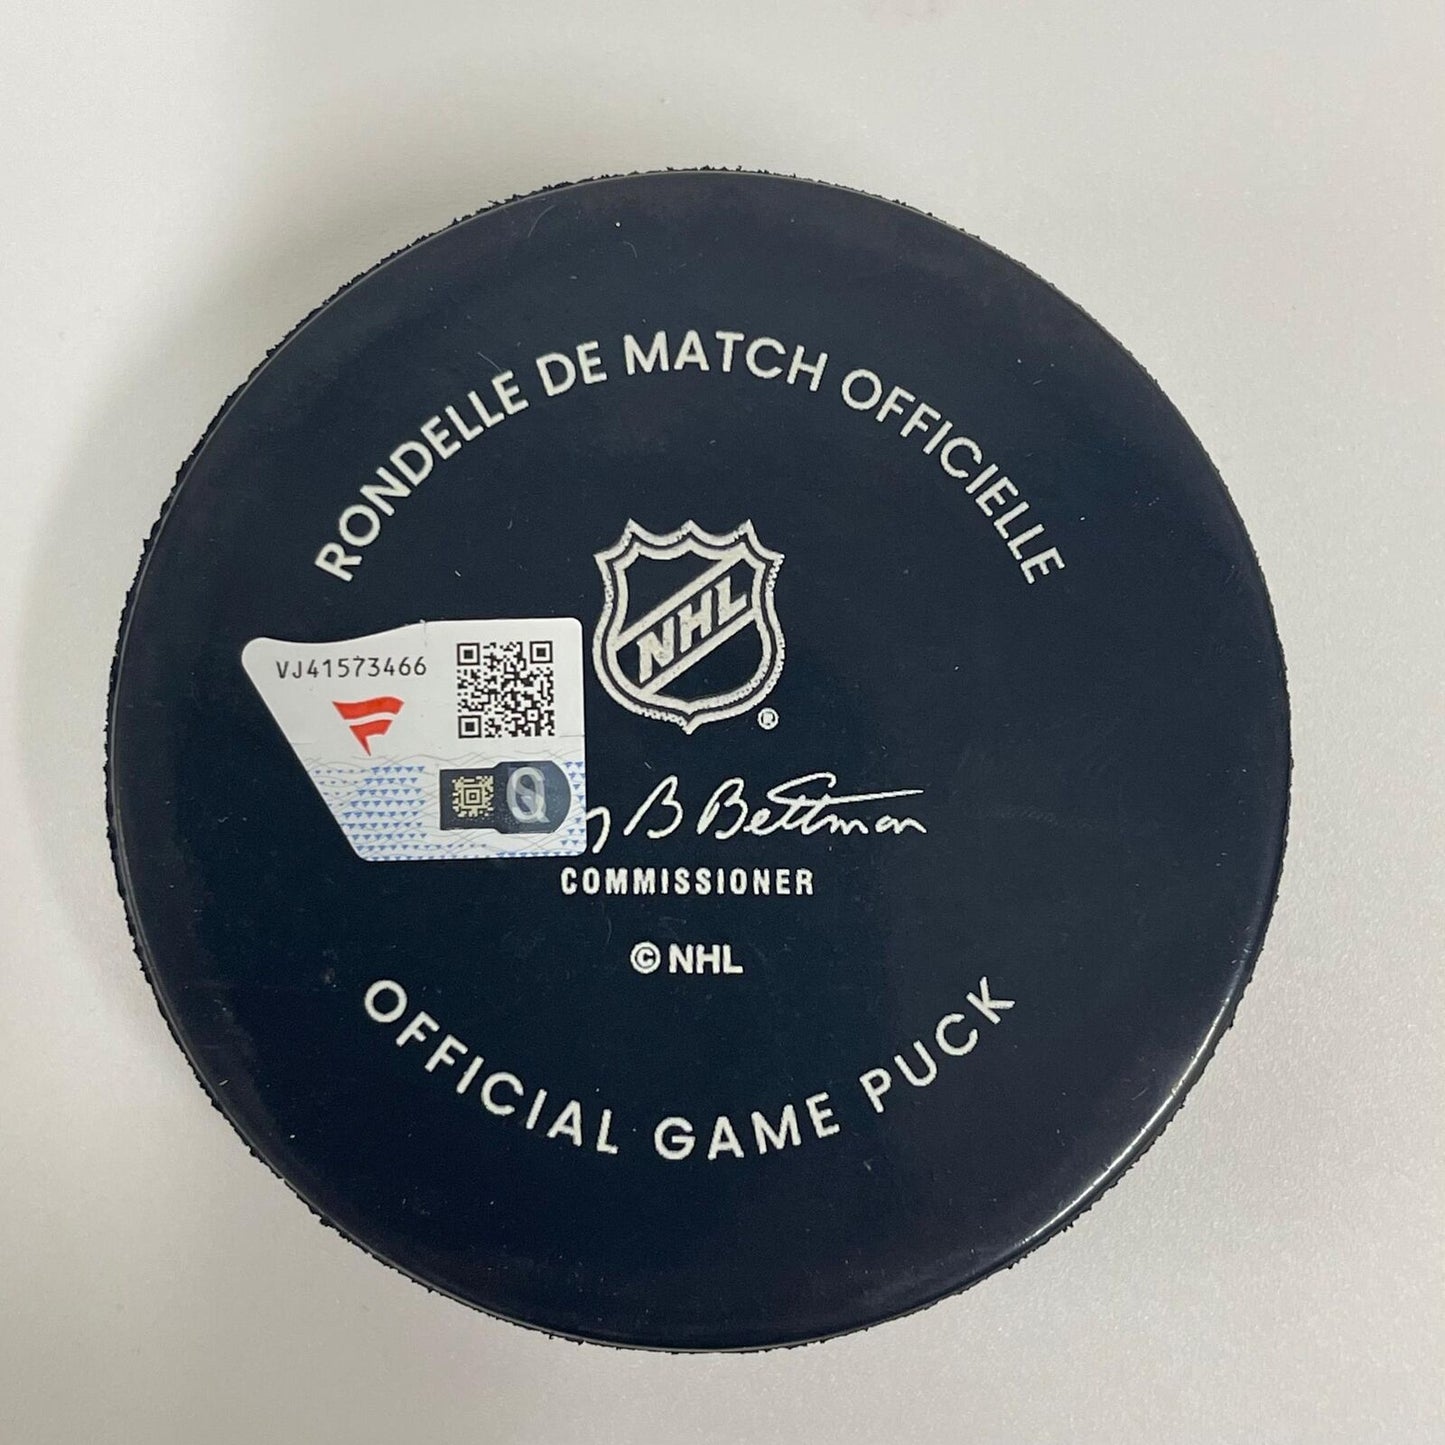 RONDELLE DE MATCH OFFICIELLE
NHL
®
VJ41573466
B Bettman
COMMISSIONER
© NHL
OFFICIAL GAME PUCK